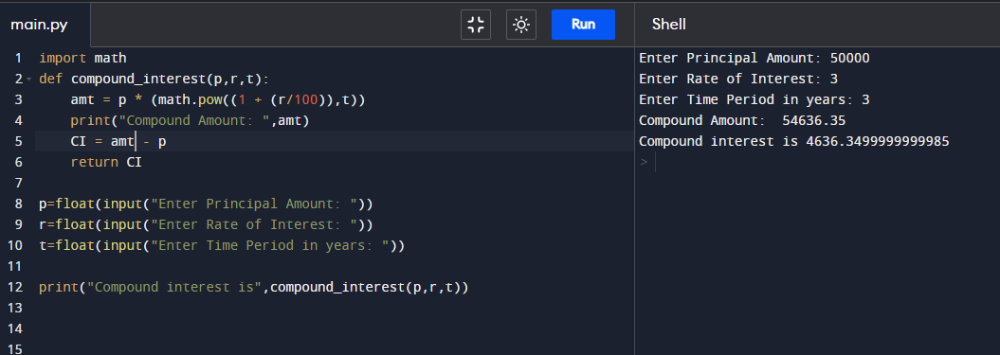 main.py
Run
Shell
1 import math
2 def compound_interest(p,r,t):
3     amt = p * (math.pow((1 + (r/100)),t))
4     print("Compound Amount: ",amt)
5     CI = amt - p
6     return CI
7
8 p=float(input("Enter Principal Amount: "))
9 r=float(input("Enter Rate of Interest: "))
10 t=float(input("Enter Time Period in years: "))
11
12 print("Compound interest is",compound_interest(p,r,t))
13
14
15
Enter Principal Amount: 50000
Enter Rate of Interest: 3
Enter Time Period in years: 3
Compound Amount:  54636.35
Compound interest is 4636.3499999999985
>